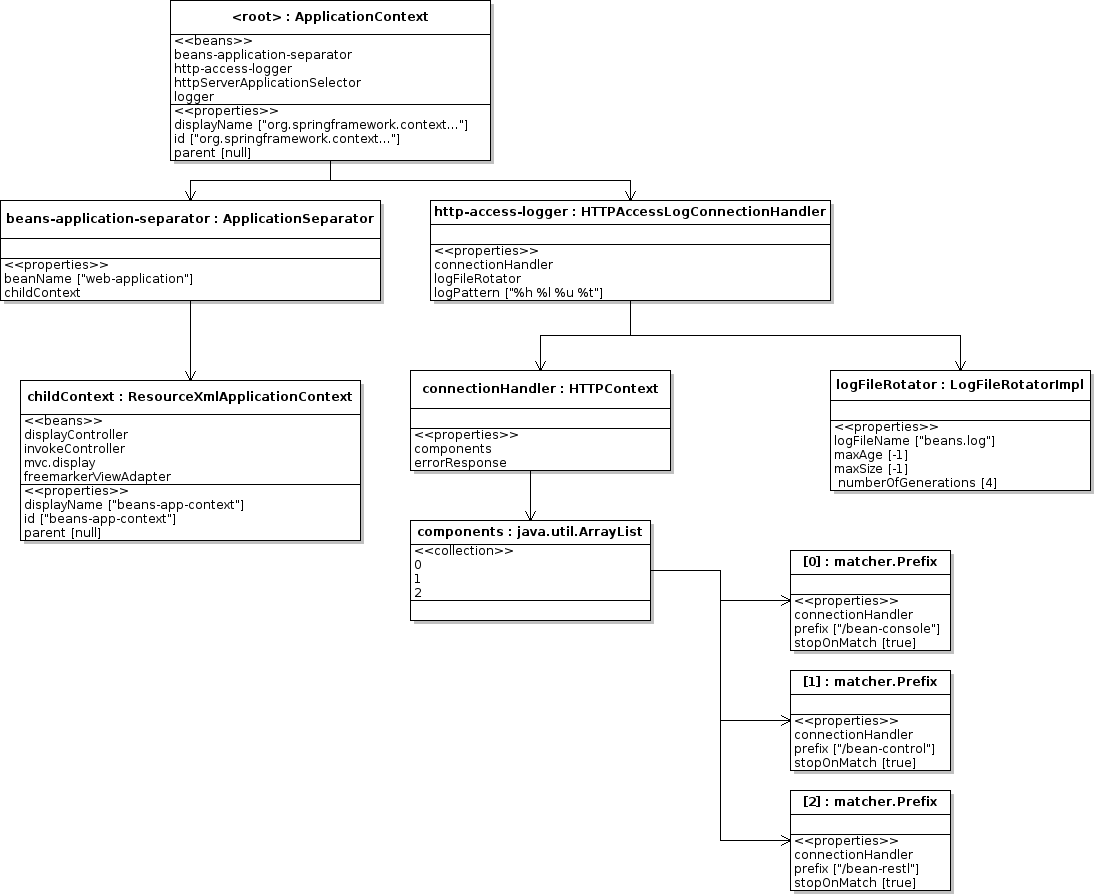 <root> : ApplicationContext
<<beans>>
beans-application-separator
http-access-logger
httpServerApplicationSelector
logger
<<properties>>
displayName ["org.springframework.context..."]
id ["org.springframework.context..."]
parent [null]
beans-application-separator : ApplicationSeparator
<<properties>>
beanName ["web-application"]
childContext
http-access-logger : HTTPAccessLogConnectionHandler
<<properties>>
connectionHandler
logFileRotator
logPattern ["%h %l %u %t"]
childContext : ResourceXmlApplicationContext
<<beans>>
displayController
invokeController
mvc.display
freemarkerViewAdapter
<<properties>>
displayName ["beans-app-context"]
id ["beans-app-context"]
parent [null]
connectionHandler : HTTPContext
<<properties>>
components
errorResponse
logFileRotator : LogFileRotatorImpl
<<properties>>
logFileName ["beans.log"]
maxAge [-1]
maxSize [-1]
numberOfGenerations [4]
components : java.util.ArrayList
<<collection>>
0
1
2
[0] : matcher.Prefix
<<properties>>
connectionHandler
prefix ["/bean-console"]
stopOnMatch [true]
[1] : matcher.Prefix
<<properties>>
connectionHandler
prefix ["/bean-control"]
stopOnMatch [true]
[2] : matcher.Prefix
<<properties>>
connectionHandler
prefix ["/bean-restl"]
stopOnMatch [true]